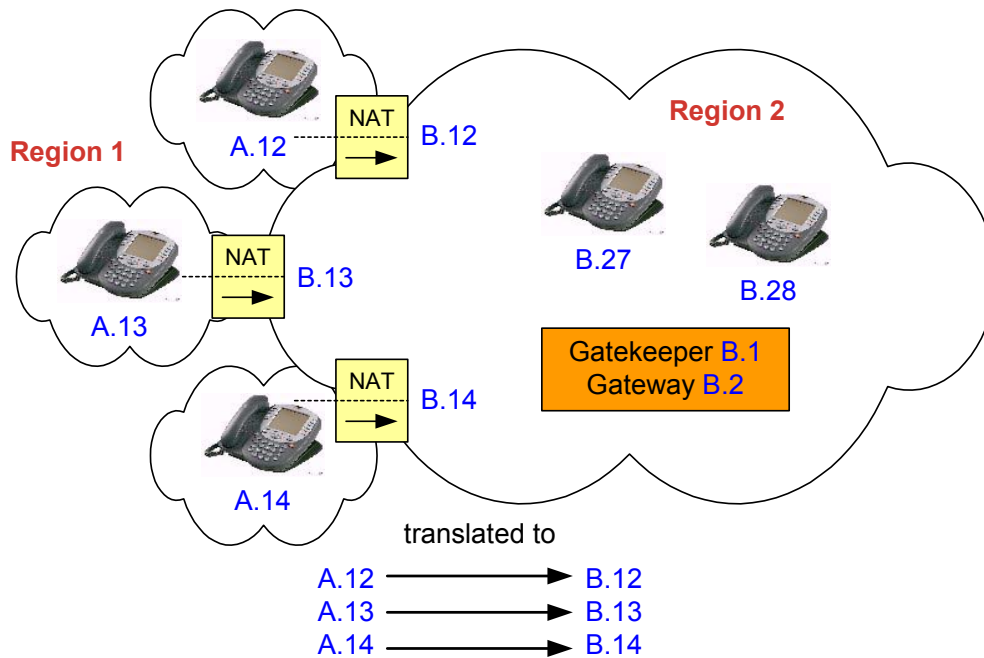 NAT
Region 2
A.12
B.12
Region 1
NAT
B.13
B.27
A.13
B.28
Gatekeeper B.1
NAT
Gateway B.2
B.14
A.14
translated to
A.12 B.12
A.13 B.13
A.14 B.14